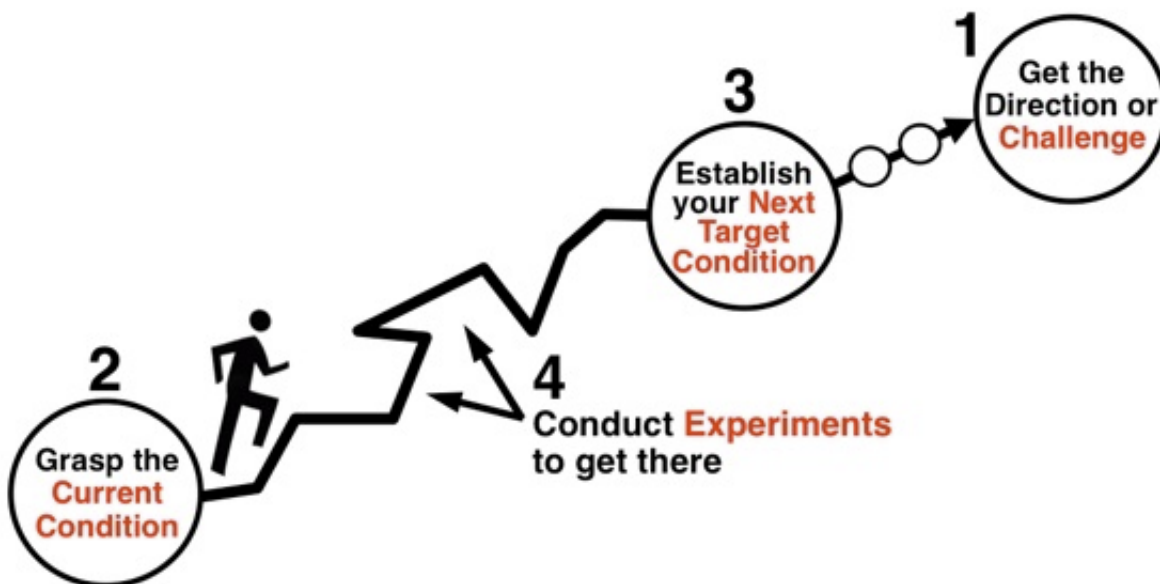 1
Get the
Direction or
Challenge
2
Grasp the
Current
Condition
3
Establish
your Next
Target
Condition
4
Conduct Experiments
to get there